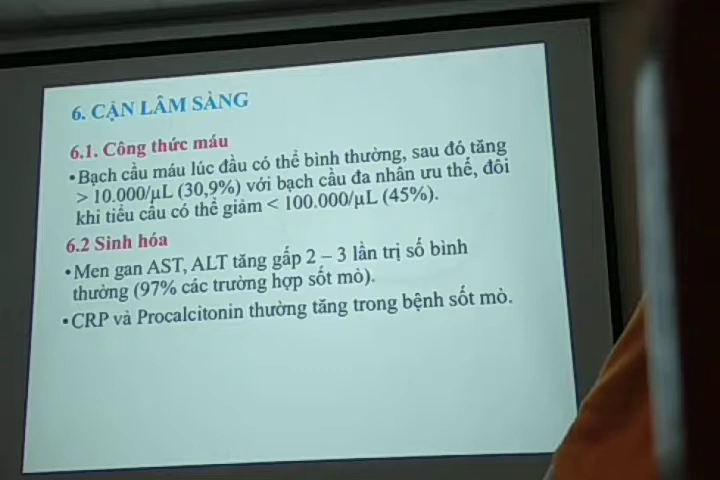 6. CẬN LÂM SÀNG
6.1. Công thức máu
•Bạch cầu máu lúc đầu có thể bình thường, sau đó tăng
> 10.000/µL (30,9%) với bạch cầu đa nhân ưu thế, đôi
khi tiểu cầu có thể giảm < 100.000/µL (45%).
6.2 Sinh hóa
•Men gan AST, ALT tăng gấp 2 – 3 lần trị số bình
thường (97% các trường hợp sốt mò).
•CRP và Procalcitonin thường tăng trong bệnh sốt mò.